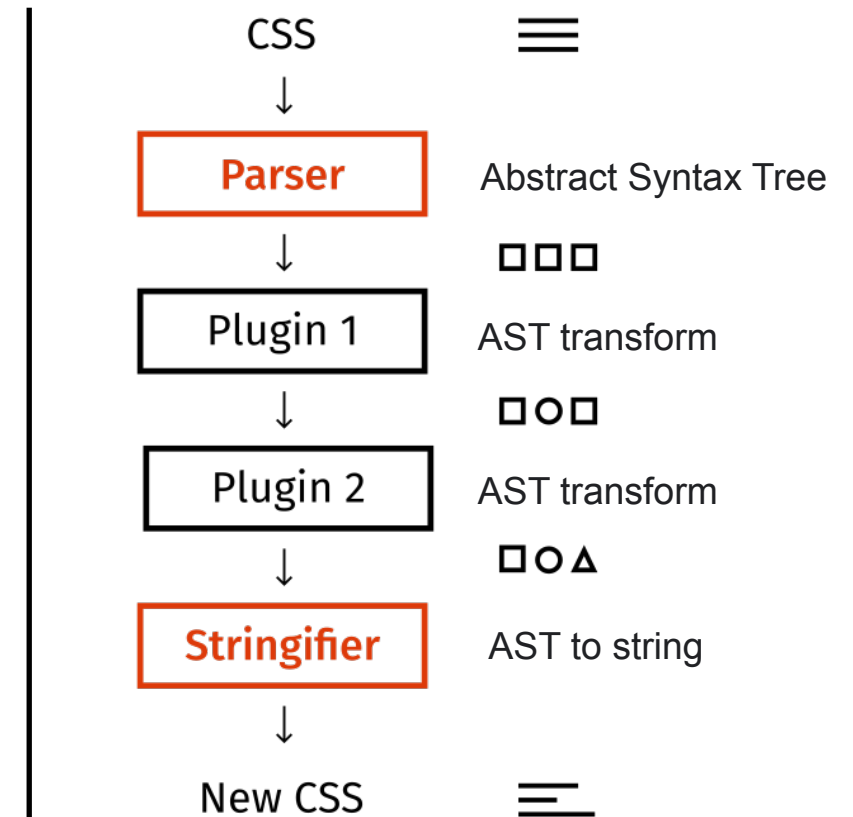 CSS
Parser
Abstract Syntax Tree
Plugin 1
AST transform
Plugin 2
AST transform
Stringifier
AST to string
New CSS